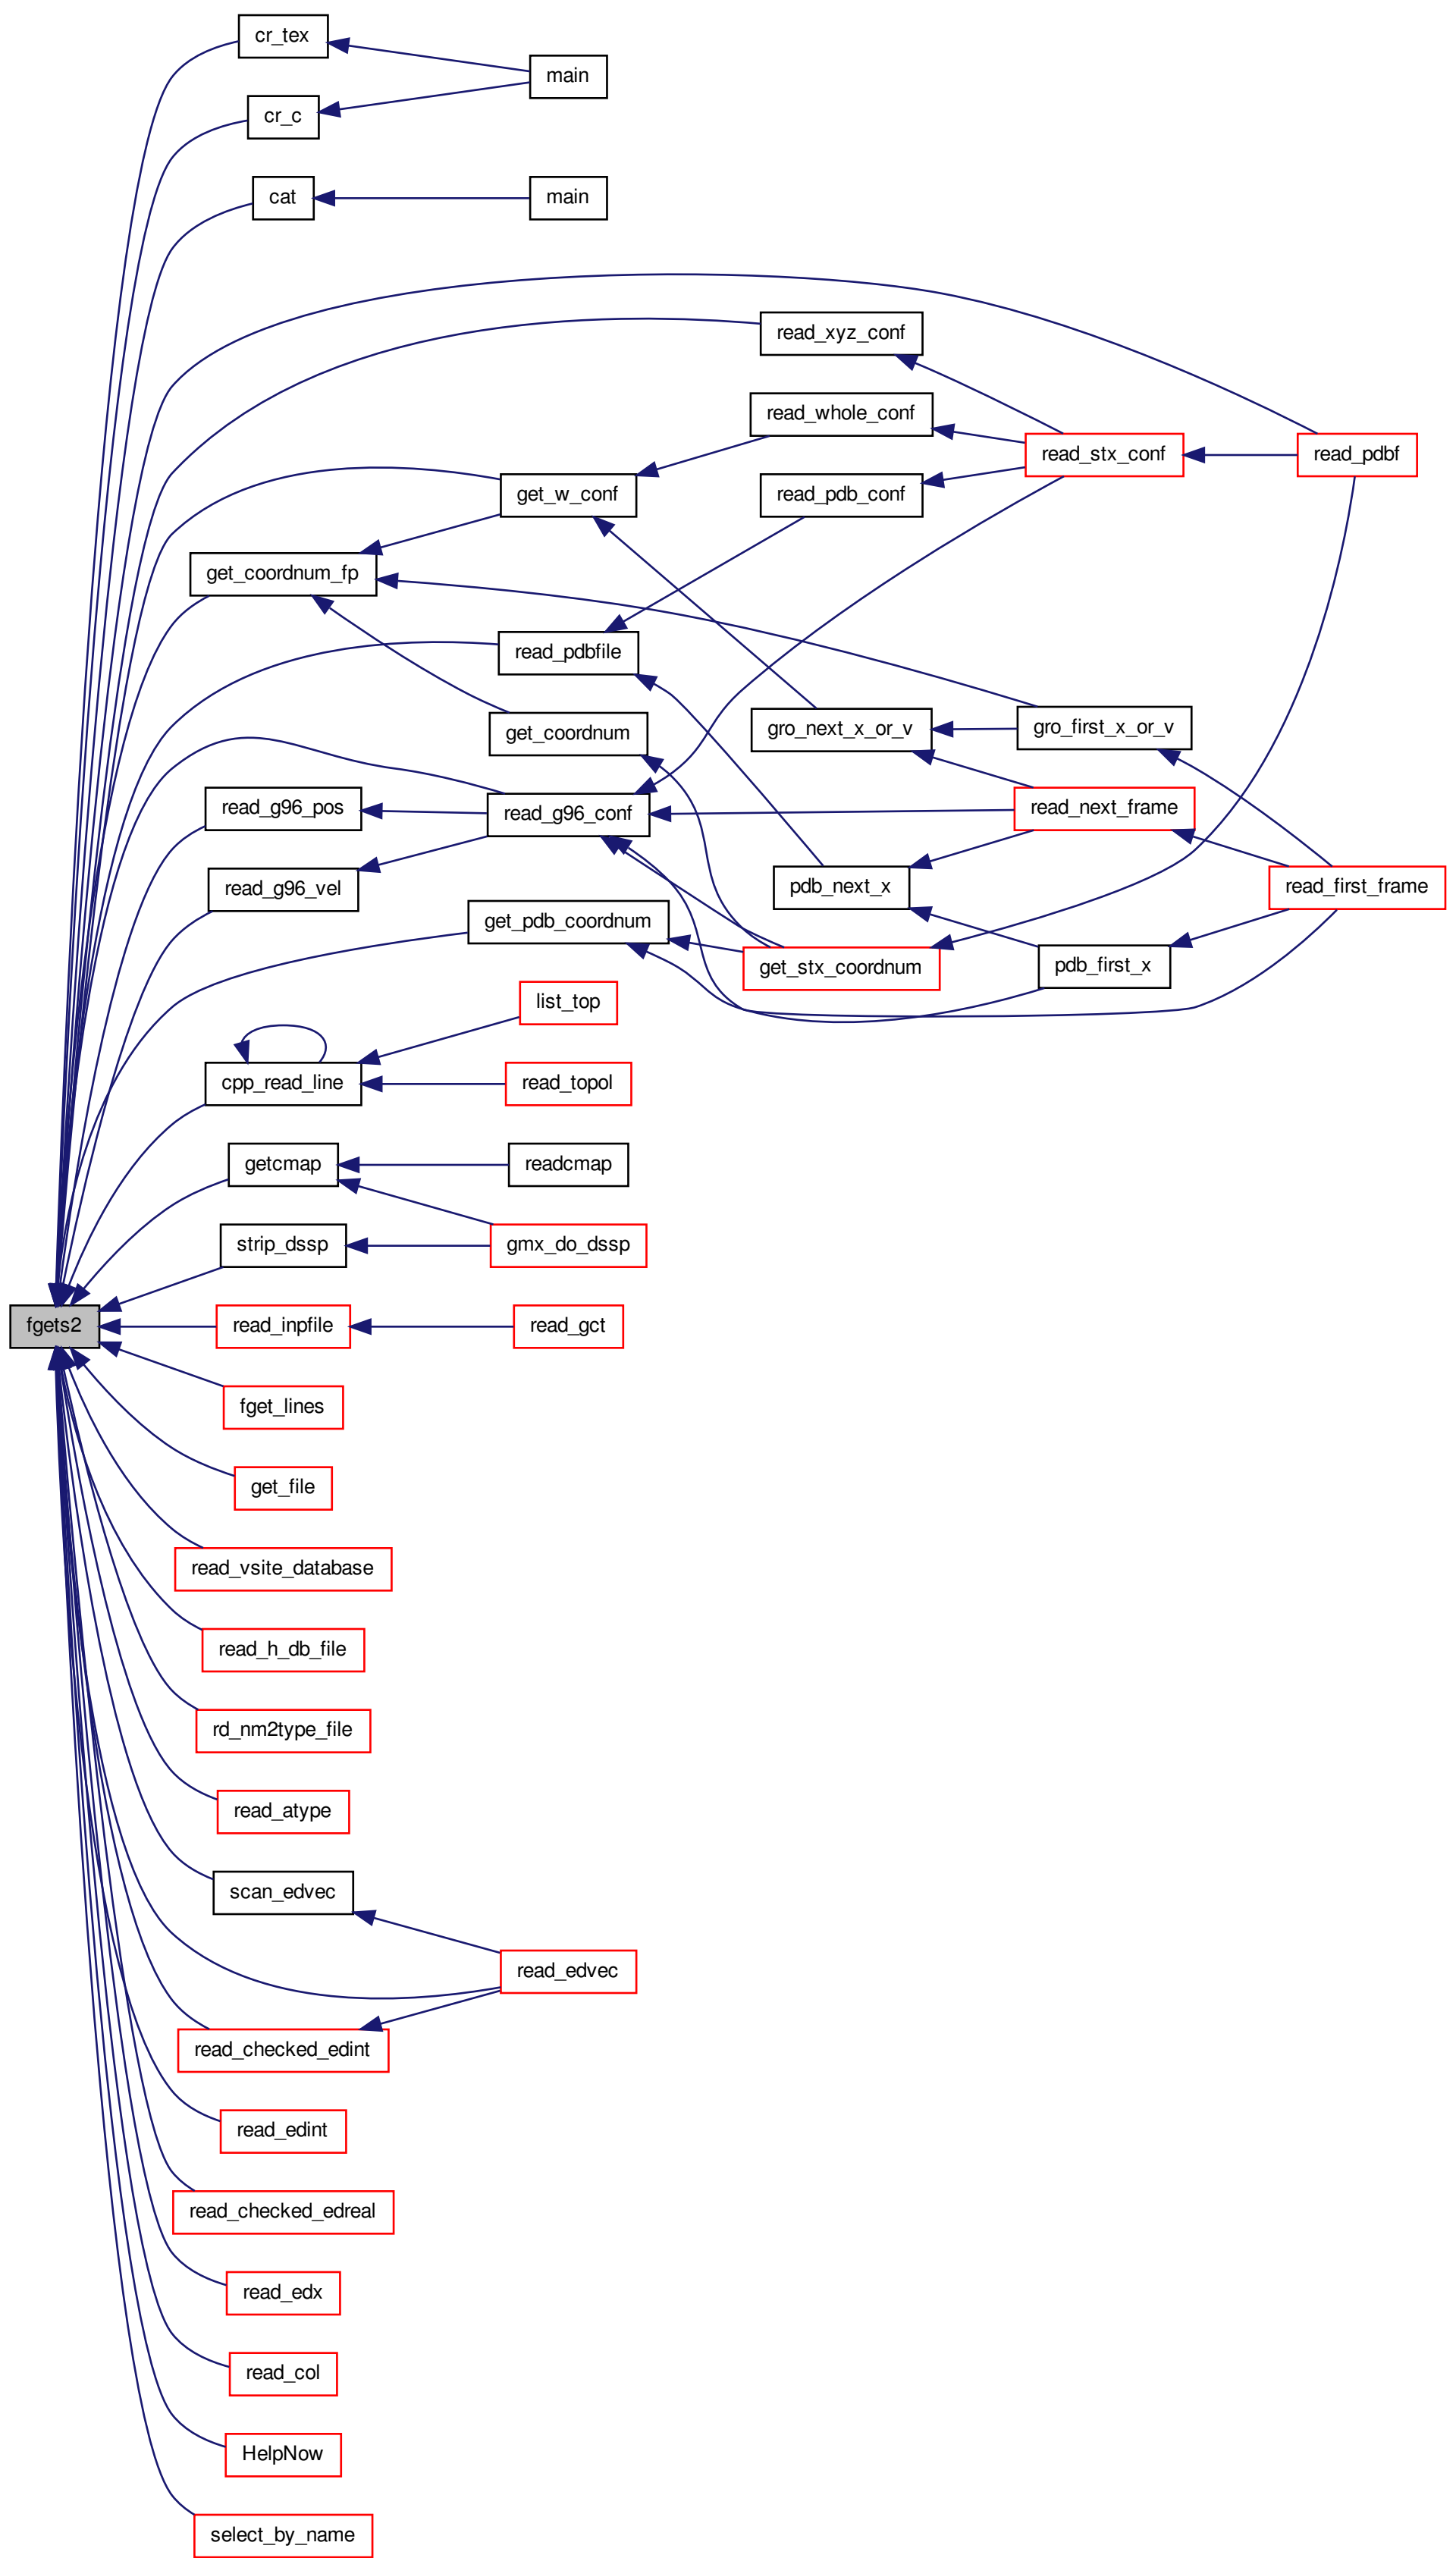 cr_tex
main
cr_c
cat
main
read_xyz_conf
read_whole_conf
read_stx_conf
read_pdbf
get_w_conf
read_pdb_conf
get_coordnum_fp
read_pdbfile
get_coordnum
gro_next_x_or_v
gro_first_x_or_v
read_g96_pos
read_g96_conf
read_next_frame
read_g96_vel
pdb_next_x
read_first_frame
get_pdb_coordnum
get_stx_coordnum
pdb_first_x
list_top
cpp_read_line
read_topol
getcmap
readcmap
strip_dssp
gmx_do_dssp
fgets2
read_inpfile
read_gct
fget_lines
get_file
read_vsite_database
read_h_db_file
rd_nm2type_file
read_atype
scan_edvec
read_edvec
read_checked_edint
read_edint
read_checked_edreal
read_edx
read_col
HelpNow
select_by_name